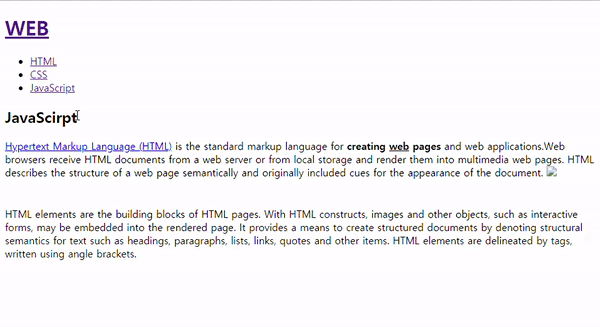 WEB
HTML
CSS
JavaScript
JavaScirpt
Hypertext Markup Language (HTML) is the standard markup language for creating web pages and web applications.Web
browsers receive HTML documents from a web server or from local storage and render them into multimedia web pages. HTML
describes the structure of a web page semantically and originally included cues for the appearance of the document.
HTML elements are the building blocks of HTML pages. With HTML constructs, images and other objects, such as interactive
forms, may be embedded into the rendered page. It provides a means to create structured documents by denoting structural
semantics for text such as headings, paragraphs, lists, links, quotes and other items. HTML elements are delineated by tags,
written using angle brackets.